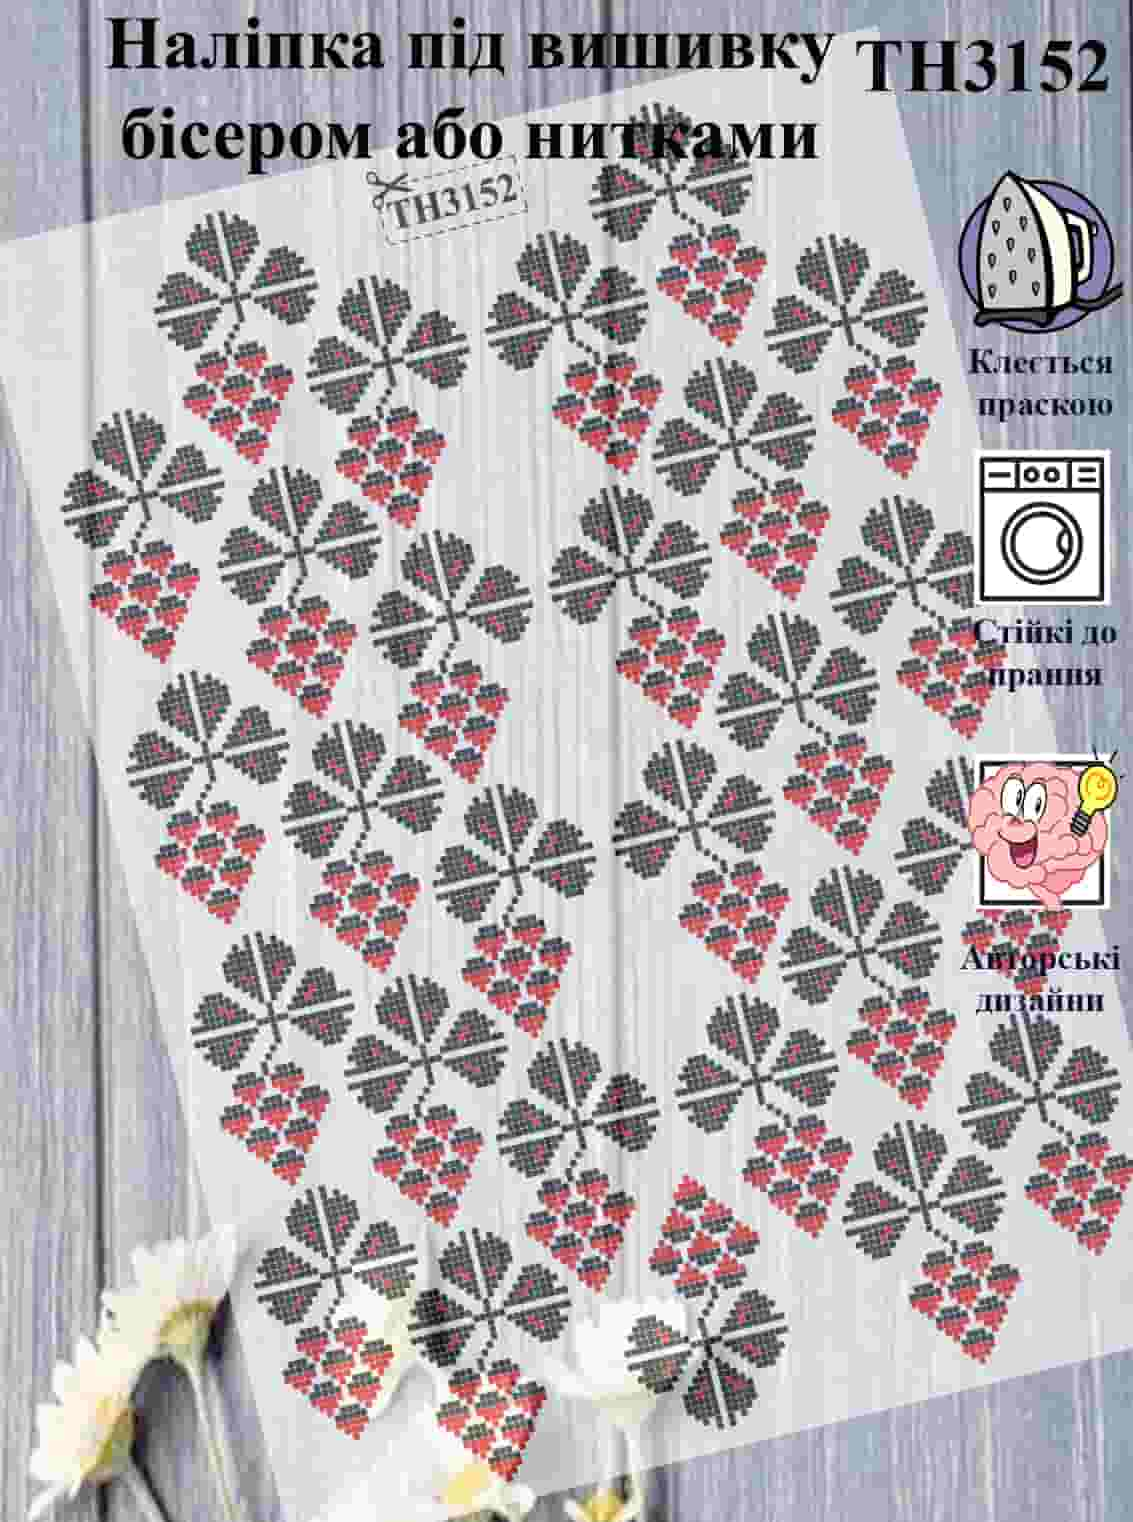 Наліпка під вишивку ТН3152
бісером або нитками
ТН3152
Клеється
праскою
Стійкі до
прання
Авторські
дизайни